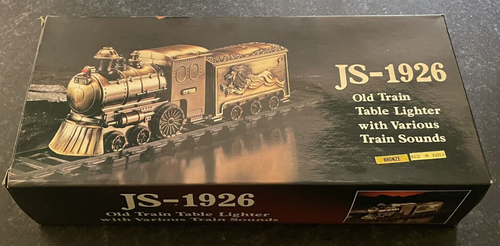 JS-1926
Old Train
Table Lighter
with Various
Train Sounds
BRONZE
MADE IN KOREA
JS-1926
Old Train Table Lighter
with Various Train Sounds